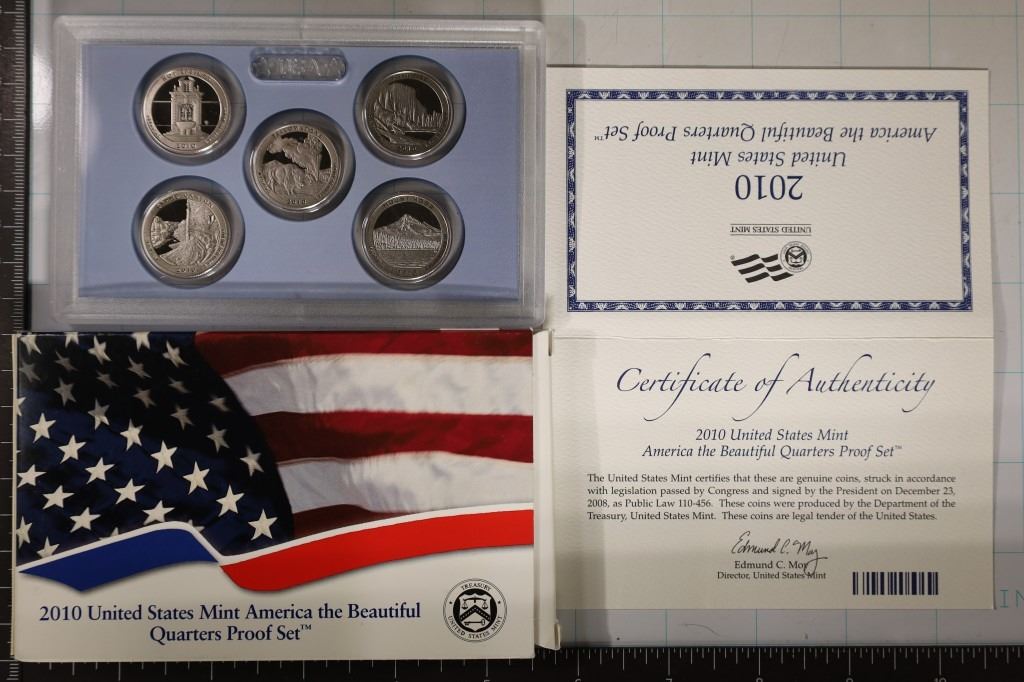 2010
2010
2010
2010
United States Mint
America the Beautiful Quarters Proof Set™
2010
UNITED STATES MINT
Certificate of Authenticity
2010 United States Mint
America the Beautiful Quarters Proof Set™
The United States Mint certifies that these are genuine coins, struck in accordance
with legislation passed by Congress and signed by the President on December 23,
2008, as Public Law 110-456. These coins were produced by the Department of the
Treasury, United States Mint. These coins are legal tender of the United States.
Edmund C. Moy
Edmund C. Moy
Director, United States Mint
2010 United States Mint America the Beautiful
Quarters Proof Set™
TREASURY
UNITED STATES MINT